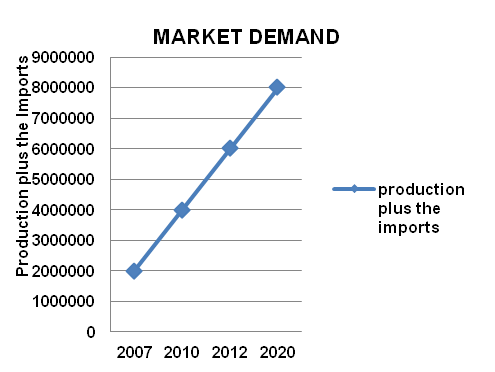 MARKET DEMAND
Production plus the Imports
9000000
8000000
7000000
6000000
5000000
4000000
3000000
2000000
1000000
0
2007 2010 2012 2020
production
plus the
imports